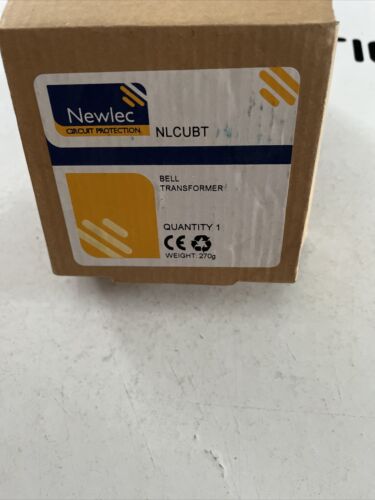 Newlec
CIRCUIT PROTECTION
NLCUBT
BELL
TRANSFORMER
QUANTITY 1
CE
WEIGHT: 270g